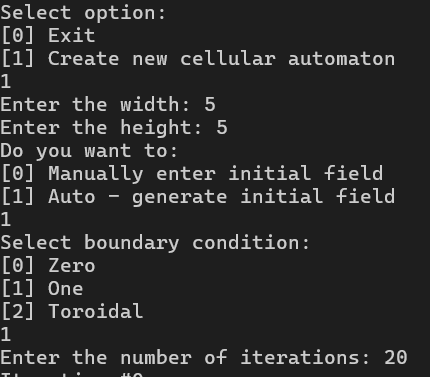 Select option:
[0] Exit
[1] Create new cellular automaton
1
Enter the width: 5
Enter the height: 5
Do you want to:
[0] Manually enter initial field
[1] Auto - generate initial field
1
Select boundary condition:
[0] Zero
[1] One
[2] Toroidal
1
Enter the number of iterations: 20